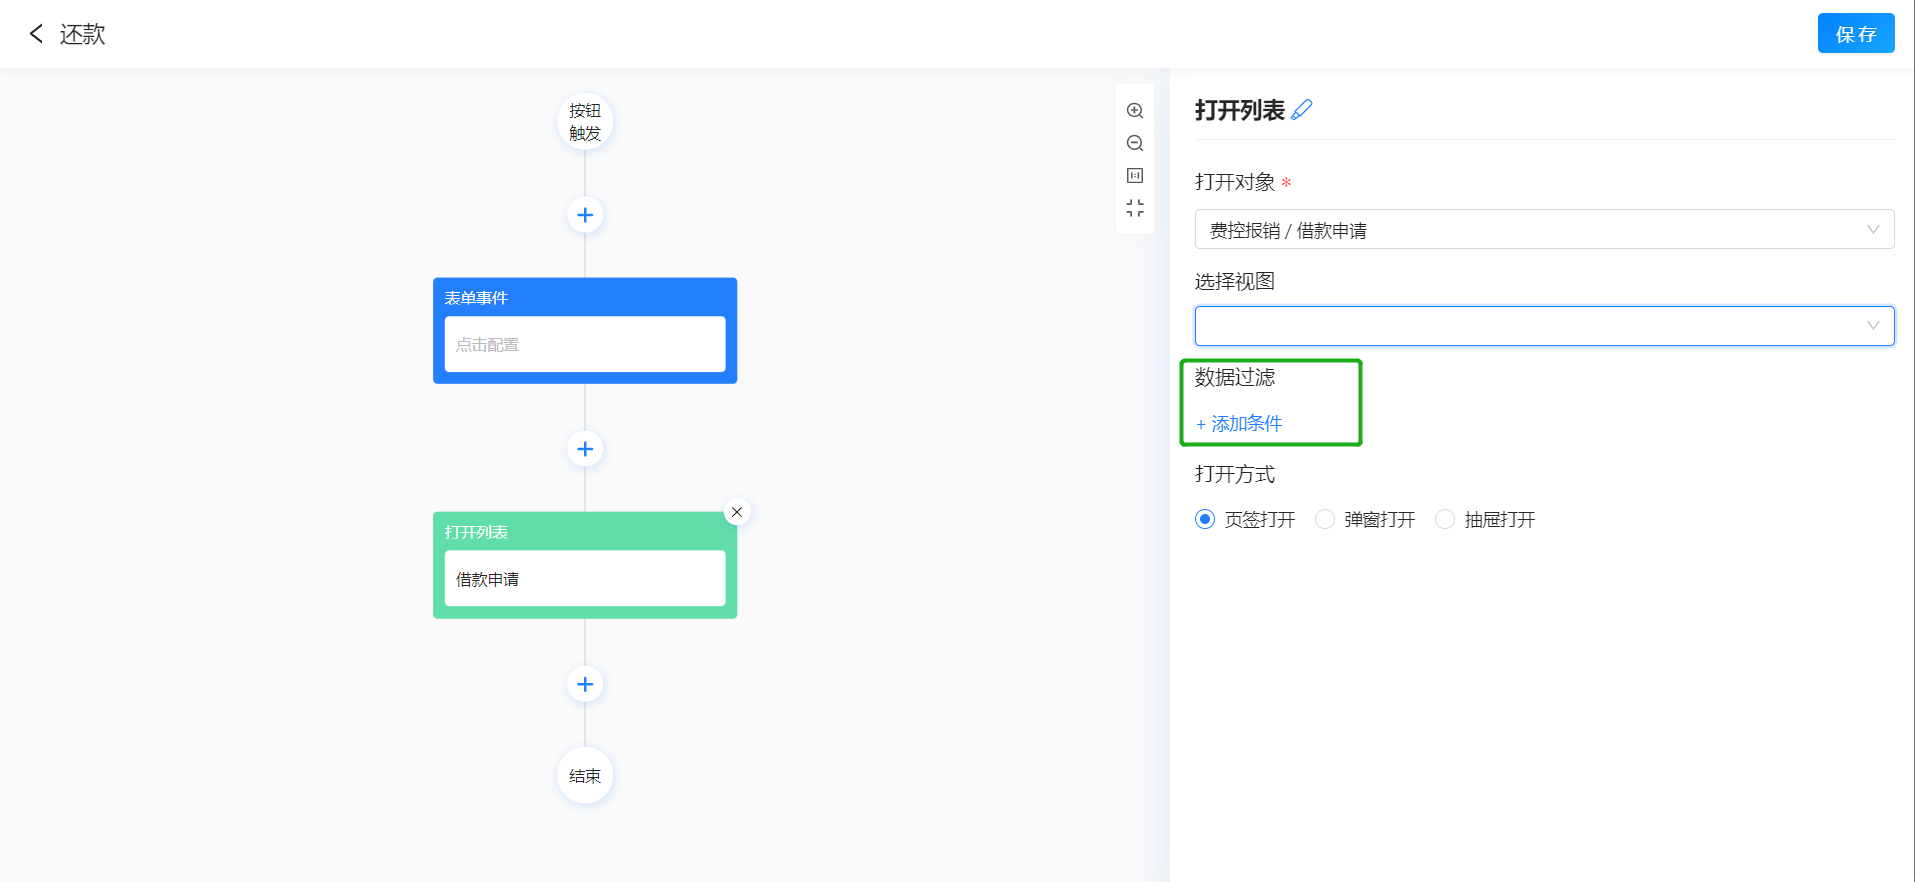 还款
保存
按钮
触发
表单事件
点击配置
打开列表
借款申请
结束
打开列表
打开对象 *
费控报销 / 借款申请
选择视图
数据过滤
+ 添加条件
打开方式
页签打开 弹窗打开 抽屉打开